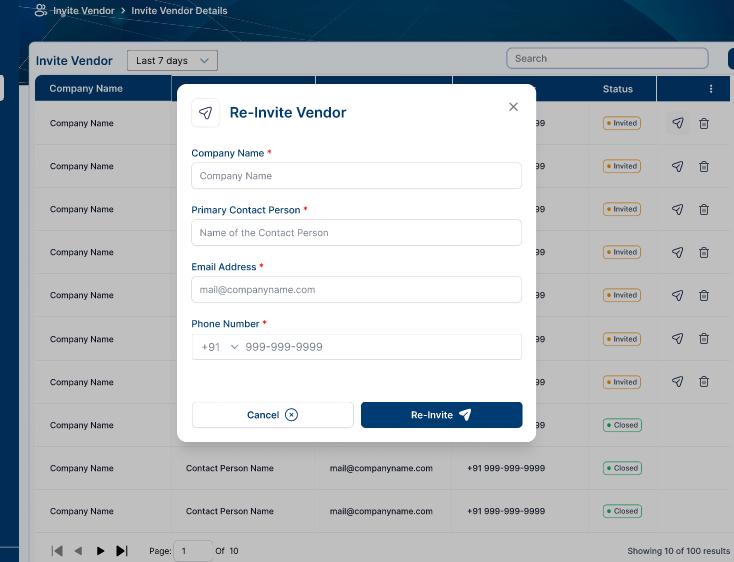 Invite Vendor > Invite Vendor Details
Invite Vendor
Last 7 days
Search
Company Name
Status
Company Name
99
Invited
Company Name
99
Invited
Company Name
99
Invited
Company Name
99
Invited
Company Name
99
Invited
Company Name
99
Invited
Company Name
99
Invited
Company Name
99
Closed
Company Name
Contact Person Name
mail@companyname.com
+91 999-999-9999
Closed
Company Name
Contact Person Name
mail@companyname.com
+91 999-999-9999
Closed
Page: 1 Of 10
Showing 10 of 100 results
Re-Invite Vendor
Company Name *
Company Name
Primary Contact Person *
Name of the Contact Person
Email Address *
mail@companyname.com
Phone Number *
+91 999-999-9999
Cancel
Re-Invite